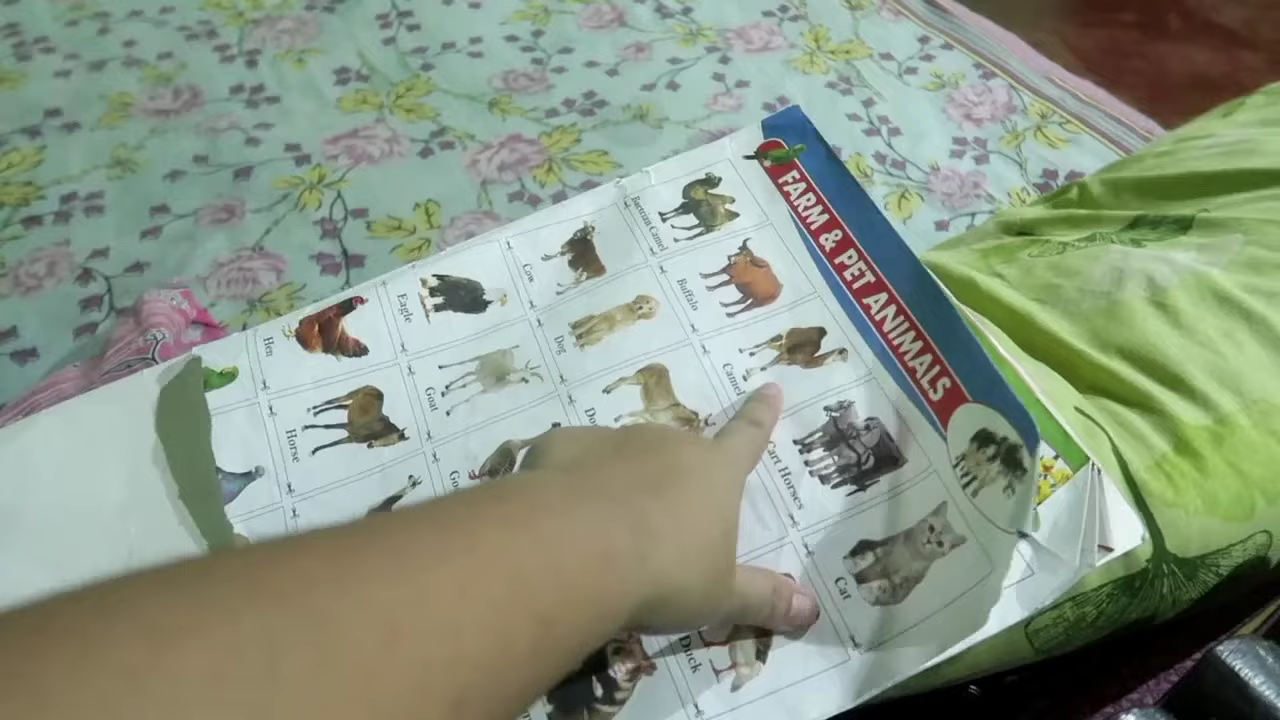 FARM & PET ANIMALS
Bactrian Camel
Buffalo
Camel
Cart Horses
Cat
Cow
Dog
Duck
Eagle
Goat
Hen
Horse